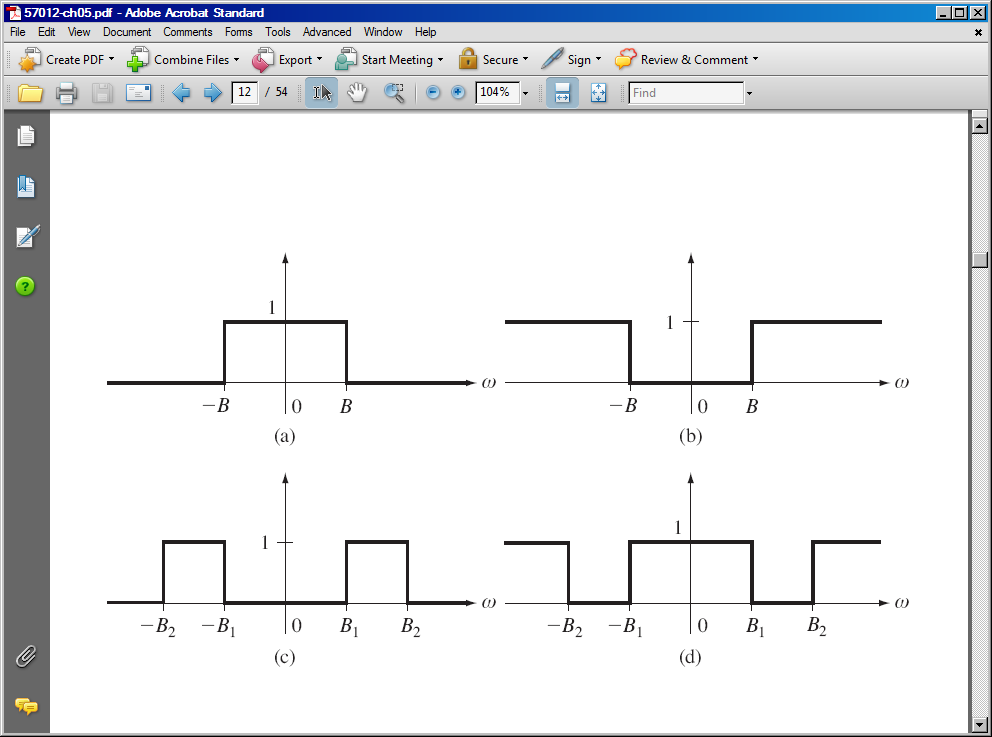 57012-ch05.pdf - Adobe Acrobat Standard
File Edit View Document Comments Forms Tools Advanced Window Help
Create PDF Combine Files Export Start Meeting Secure Sign Review & Comment
12 / 54 104% Find
1 1
ω ω
−B 0 B −B 0 B
(a) (b)
1 1
ω ω
−B₂ −B₁ 0 B₁ B₂ −B₂ −B₁ 0 B₁ B₂
(c) (d)